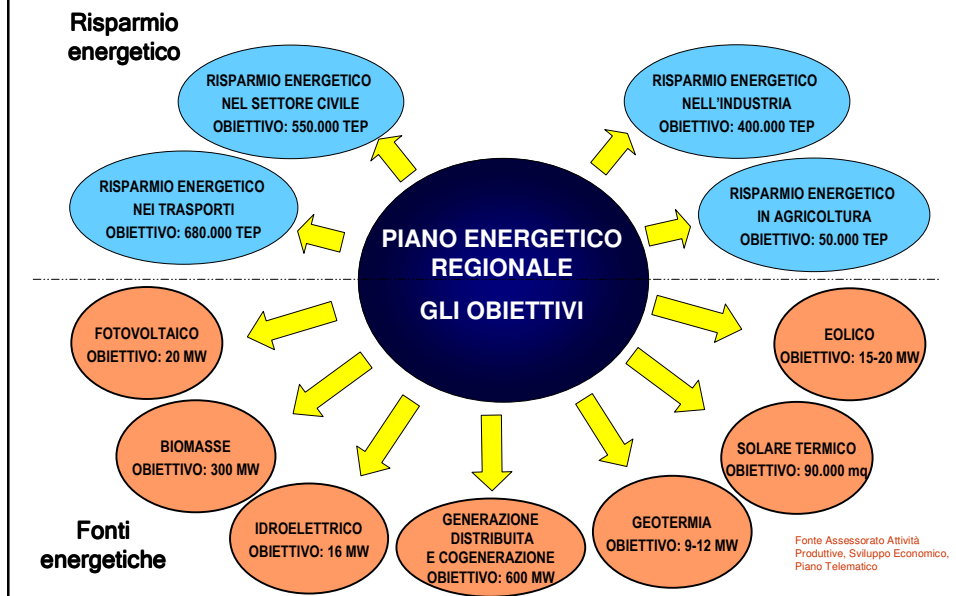 Risparmio
energetico
RISPARMIO ENERGETICO
NEL SETTORE CIVILE
OBIETTIVO: 550.000 TEP
RISPARMIO ENERGETICO
NELL'INDUSTRIA
OBIETTIVO: 400.000 TEP
RISPARMIO ENERGETICO
NEI TRASPORTI
OBIETTIVO: 680.000 TEP
RISPARMIO ENERGETICO
IN AGRICOLTURA
OBIETTIVO: 50.000 TEP
PIANO ENERGETICO
REGIONALE
GLI OBIETTIVI
FOTOVOLTAICO
OBIETTIVO: 20 MW
EOLICO
OBIETTIVO: 15-20 MW
BIOMASSE
OBIETTIVO: 300 MW
SOLARE TERMICO
OBIETTIVO: 90.000 mq
IDROELETTRICO
OBIETTIVO: 16 MW
GENERAZIONE
DISTRIBUITA
E COGENERAZIONE
OBIETTIVO: 600 MW
GEOTERMIA
OBIETTIVO: 9-12 MW
Fonti
energetiche
Fonte Assessorato Attività
Produttive, Sviluppo Economico,
Piano Telematico